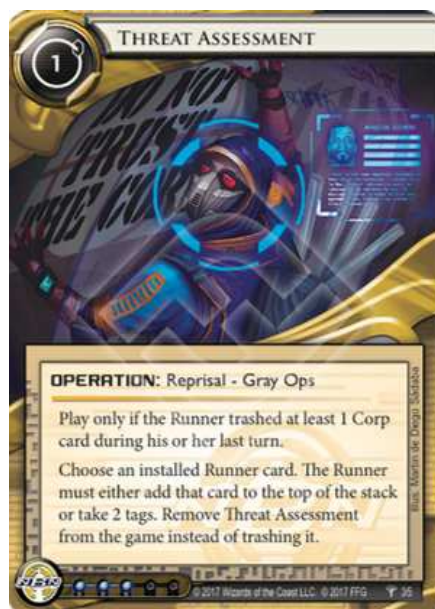 THREAT ASSESSMENT
1
DO NOT
TRUST
THE CORP
OPERATION: Reprisal - Gray Ops
Play only if the Runner trashed at least 1 Corp
card during his or her last turn.
Choose an installed Runner card. The Runner
must either add that card to the top of the stack
or take 2 tags. Remove Threat Assessment
from the game instead of trashing it.
Illus. Martin de Diego Sádaba
NBN
© 2017 Wizards of the Coast LLC. © 2017 FFG
35